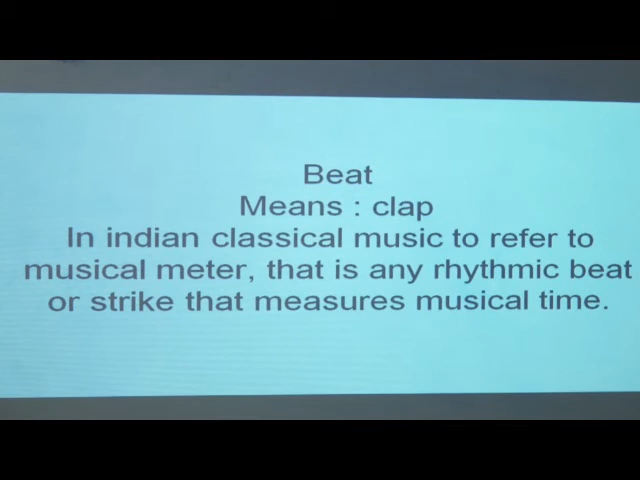 Beat
Means : clap
In indian classical music to refer to
musical meter, that is any rhythmic beat
or strike that measures musical time.